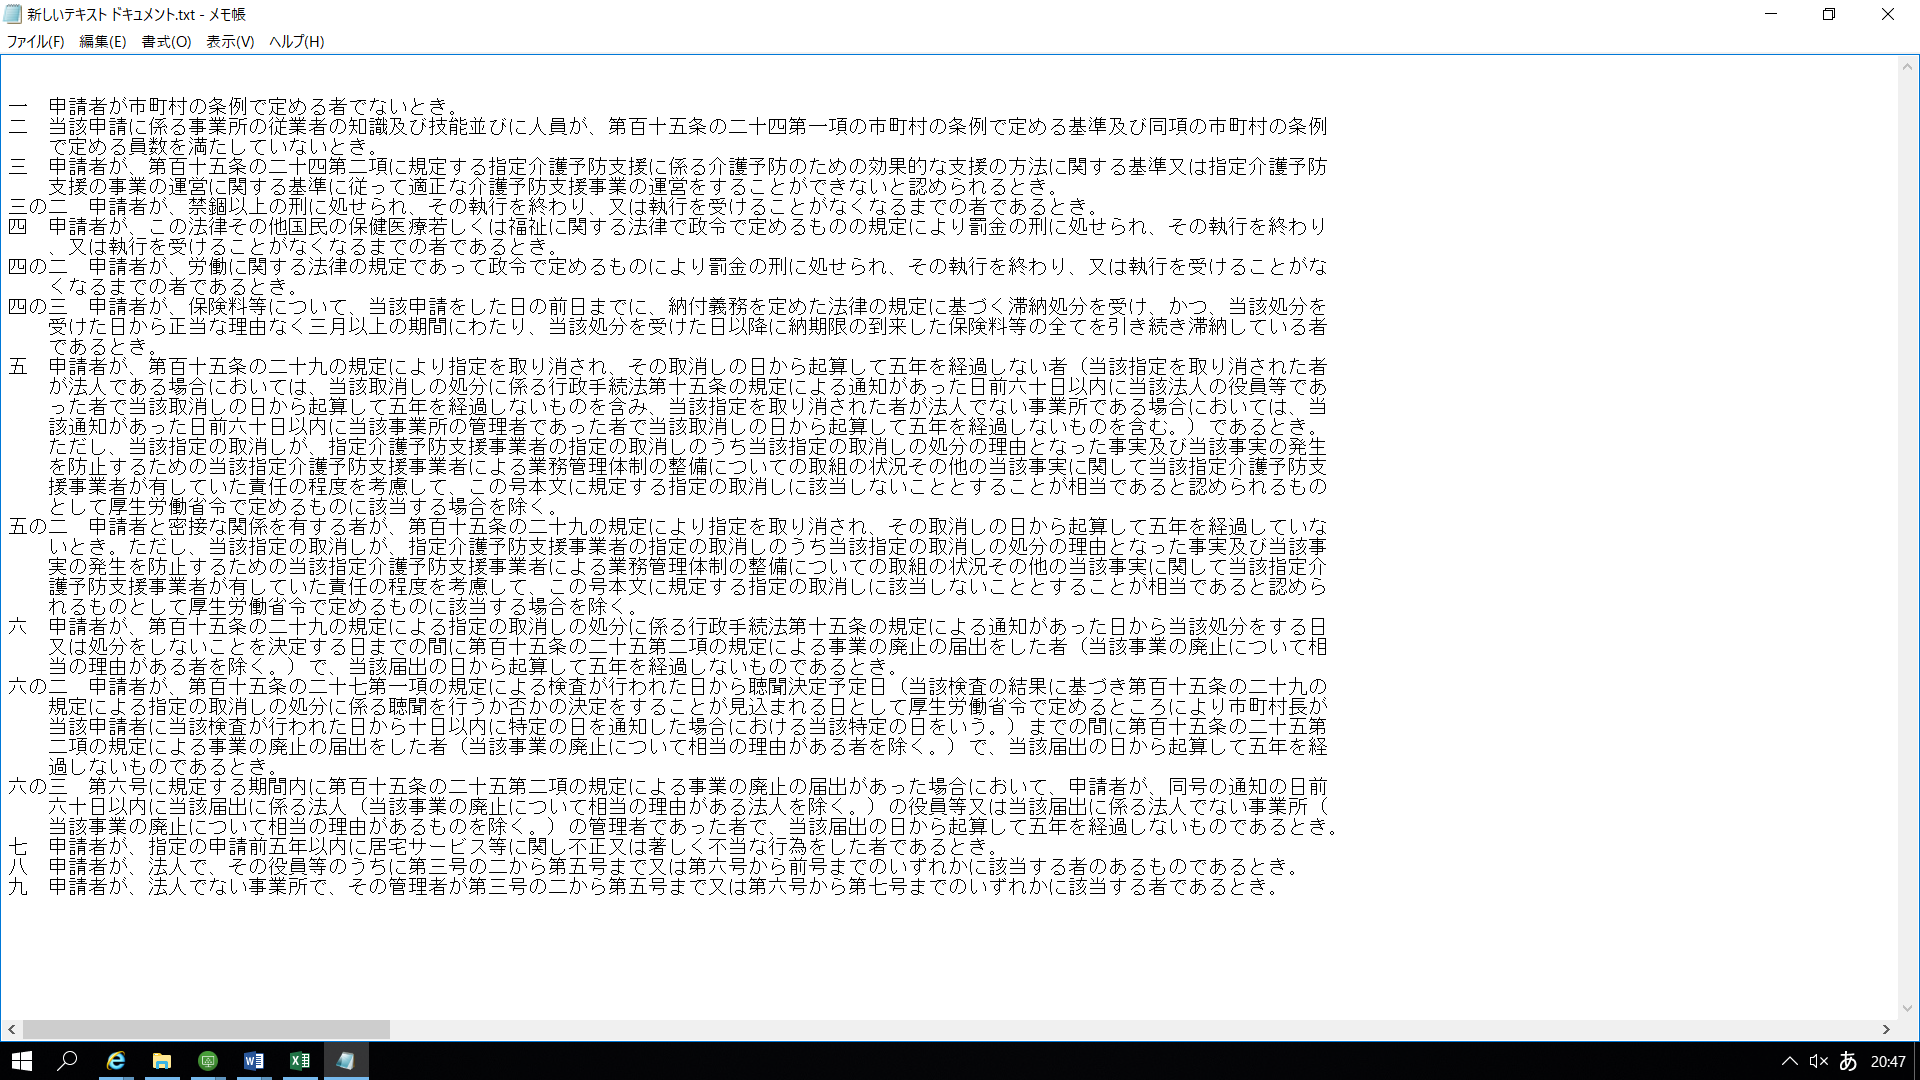 新しいテキスト ドキュメント.txt - メモ帳
ファイル(F) 編集(E) 書式(O) 表示(V) ヘルプ(H)
一　申請者が市町村の条例で定める者でないとき。
二　当該申請に係る事業所の従業者の知識及び技能並びに人員が、第百十五条の二十四第一項の市町村の条例で定める基準及び同項の市町村の条例
で定める員数を満たしていないとき。
三　申請者が、第百十五条の二十四第二項に規定する指定介護予防支援に係る介護予防のための効果的な支援の方法に関する基準又は指定介護予防
支援の事業の運営に関する基準に従って適正な介護予防支援事業の運営をすることができないと認められるとき。
三の二　申請者が、禁錮以上の刑に処せられ、その執行を終わり、又は執行を受けることがなくなるまでの者であるとき。
四　申請者が、この法律その他国民の保健医療若しくは福祉に関する法律で政令で定めるものの規定により罰金の刑に処せられ、その執行を終わり
、又は執行を受けることがなくなるまでの者であるとき。
四の二　申請者が、労働に関する法律の規定であって政令で定めるものにより罰金の刑に処せられ、その執行を終わり、又は執行を受けることがな
くなるまでの者であるとき。
四の三　申請者が、保険料等について、当該申請をした日の前日までに、納付義務を定めた法律の規定に基づく滞納処分を受け、かつ、当該処分を
受けた日から正当な理由なく三月以上の期間にわたり、当該処分を受けた日以降に納期限の到来した保険料等の全てを引き続き滞納している者
であるとき。
五　申請者が、第百十五条の二十九の規定により指定を取り消され、その取消しの日から起算して五年を経過しない者（当該指定を取り消された者
が法人である場合においては、当該取消しの処分に係る行政手続法第十五条の規定による通知があった日前六十日以内に当該法人の役員等であ
った者で当該取消しの日から起算して五年を経過しないものを含み、当該指定を取り消された者が法人でない事業所である場合においては、当
該通知があった日前六十日以内に当該事業所の管理者であった者で当該取消しの日から起算して五年を経過しないものを含む。）であるとき。
ただし、当該指定の取消しが、指定介護予防支援事業者の指定の取消しのうち当該指定の取消しの処分の理由となった事実及び当該事実の発生
を防止するための当該指定介護予防支援事業者による業務管理体制の整備についての取組の状況その他の当該事実に関して当該指定介護予防支
援事業者が有していた責任の程度を考慮して、この号本文に規定する指定の取消しに該当しないこととすることが相当であると認められるもの
として厚生労働省令で定めるものに該当する場合を除く。
五の二　申請者と密接な関係を有する者が、第百十五条の二十九の規定により指定を取り消され、その取消しの日から起算して五年を経過していな
いとき。ただし、当該指定の取消しが、指定介護予防支援事業者の指定の取消しのうち当該指定の取消しの処分の理由となった事実及び当該事
実の発生を防止するための当該指定介護予防支援事業者による業務管理体制の整備についての取組の状況その他の当該事実に関して当該指定介
護予防支援事業者が有していた責任の程度を考慮して、この号本文に規定する指定の取消しに該当しないこととすることが相当であると認めら
れるものとして厚生労働省令で定めるものに該当する場合を除く。
六　申請者が、第百十五条の二十九の規定による指定の取消しの処分に係る行政手続法第十五条の規定による通知があった日から当該処分をする日
又は処分をしないことを決定する日までの間に第百十五条の二十五第二項の規定による事業の廃止の届出をした者（当該事業の廃止について相
当の理由がある者を除く。）で、当該届出の日から起算して五年を経過しないものであるとき。
六の二　申請者が、第百十五条の二十七第一項の規定による検査が行われた日から聴聞決定予定日（当該検査の結果に基づき第百十五条の二十九の
規定による指定の取消しの処分に係る聴聞を行うか否かの決定をすることが見込まれる日として厚生労働省令で定めるところにより市町村長が
当該申請者に当該検査が行われた日から十日以内に特定の日を通知した場合における当該特定の日をいう。）までの間に第百十五条の二十五第
二項の規定による事業の廃止の届出をした者（当該事業の廃止について相当の理由がある者を除く。）で、当該届出の日から起算して五年を経
過しないものであるとき。
六の三　第六号に規定する期間内に第百十五条の二十五第二項の規定による事業の廃止の届出があった場合において、申請者が、同号の通知の日前
六十日以内に当該届出に係る法人（当該事業の廃止について相当の理由がある法人を除く。）の役員等又は当該届出に係る法人でない事業所（
当該事業の廃止について相当の理由があるものを除く。）の管理者であった者で、当該届出の日から起算して五年を経過しないものであるとき。
七　申請者が、指定の申請前五年以内に居宅サービス等に関し不正又は著しく不当な行為をした者であるとき。
八　申請者が、法人で、その役員等のうちに第三号の二から第五号まで又は第六号から前号までのいずれかに該当する者のあるものであるとき。
九　申請者が、法人でない事業所で、その管理者が第三号の二から第五号まで又は第六号から第七号までのいずれかに該当する者であるとき。
あ 20:47